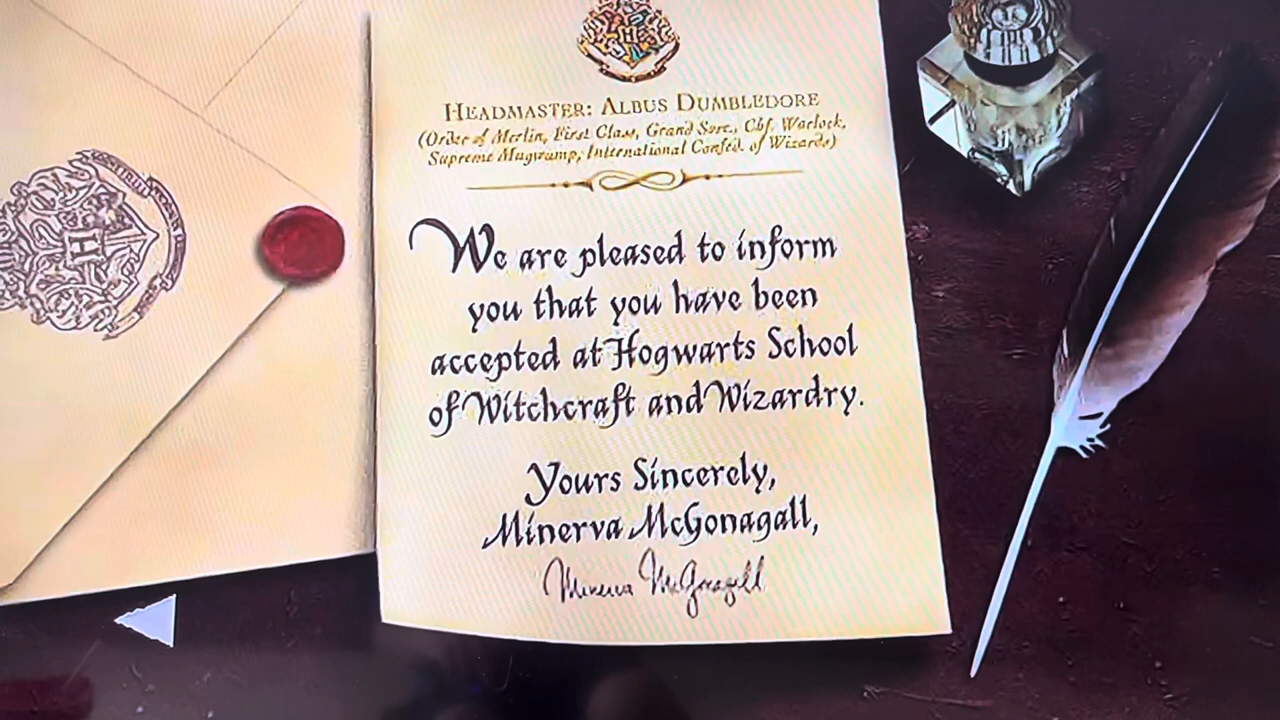 HEADMASTER: ALBUS DUMBLEDORE
(Order of Merlin, First Class, Grand Sorc., Chf. Warlock,
Supreme Mugwump, International Confed. of Wizards)
We are pleased to inform
you that you have been
accepted at Hogwarts School
of Witchcraft and Wizardry.
Yours Sincerely,
Minerva McGonagall,
Minerva McGonagall
H
H